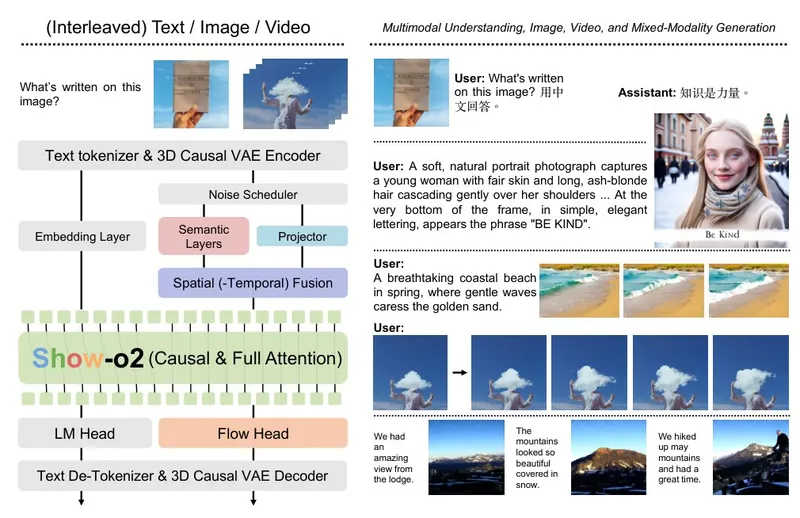 (Interleaved) Text / Image / Video
What's written on this
image?
Text tokenizer & 3D Causal VAE Encoder
Noise Scheduler
Embedding Layer
Semantic
Layers
Projector
Spatial (-Temporal) Fusion
Show-o2 (Causal & Full Attention)
LM Head
Flow Head
Text De-Tokenizer & 3D Causal VAE Decoder
Multimodal Understanding, Image, Video, and Mixed-Modality Generation
User: What's written
on this image? 用中
文回答。
Assistant: 知识是力量。
User: A soft, natural portrait photograph captures
a young woman with fair skin and long, ash-blonde
hair cascading gently over her shoulders ... At the
very bottom of the frame, in simple, elegant
lettering, appears the phrase "BE KIND".
BE KIND
User:
A breathtaking coastal beach
in spring, where gentle waves
caress the golden sand.
User:
We had
an
amazing
view from
the lodge.
The
mountains
looked so
beautiful
covered in
snow.
We hiked
up may
mountains
and had a
great time.